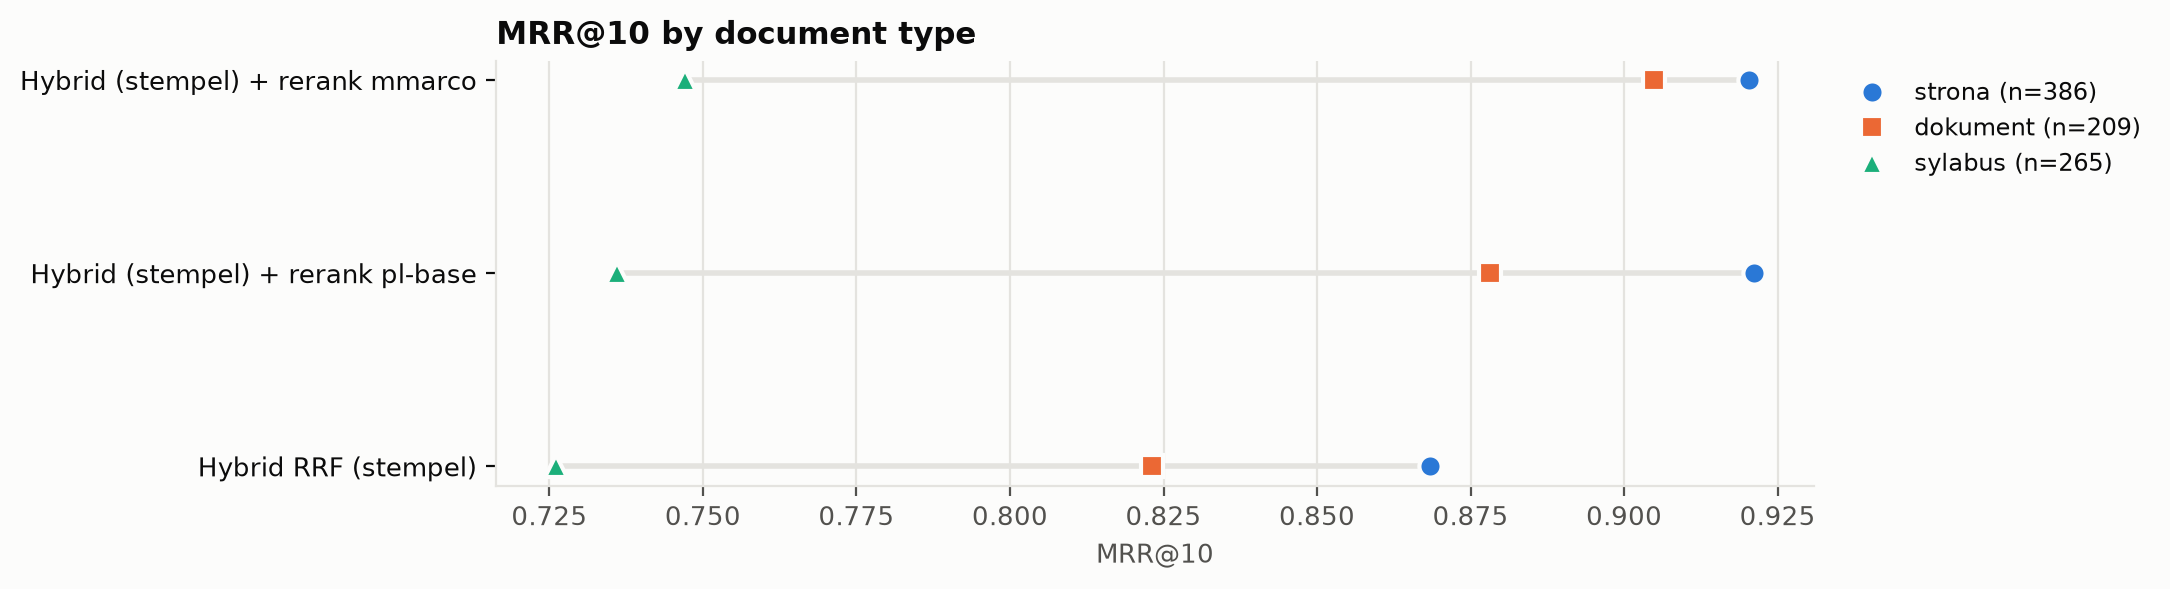 MRR@10 by document type
Hybrid (stempel) + rerank mmarco
Hybrid (stempel) + rerank pl-base
Hybrid RRF (stempel)
0.725 0.750 0.775 0.800 0.825 0.850 0.875 0.900 0.925
MRR@10
strona (n=386)
dokument (n=209)
sylabus (n=265)